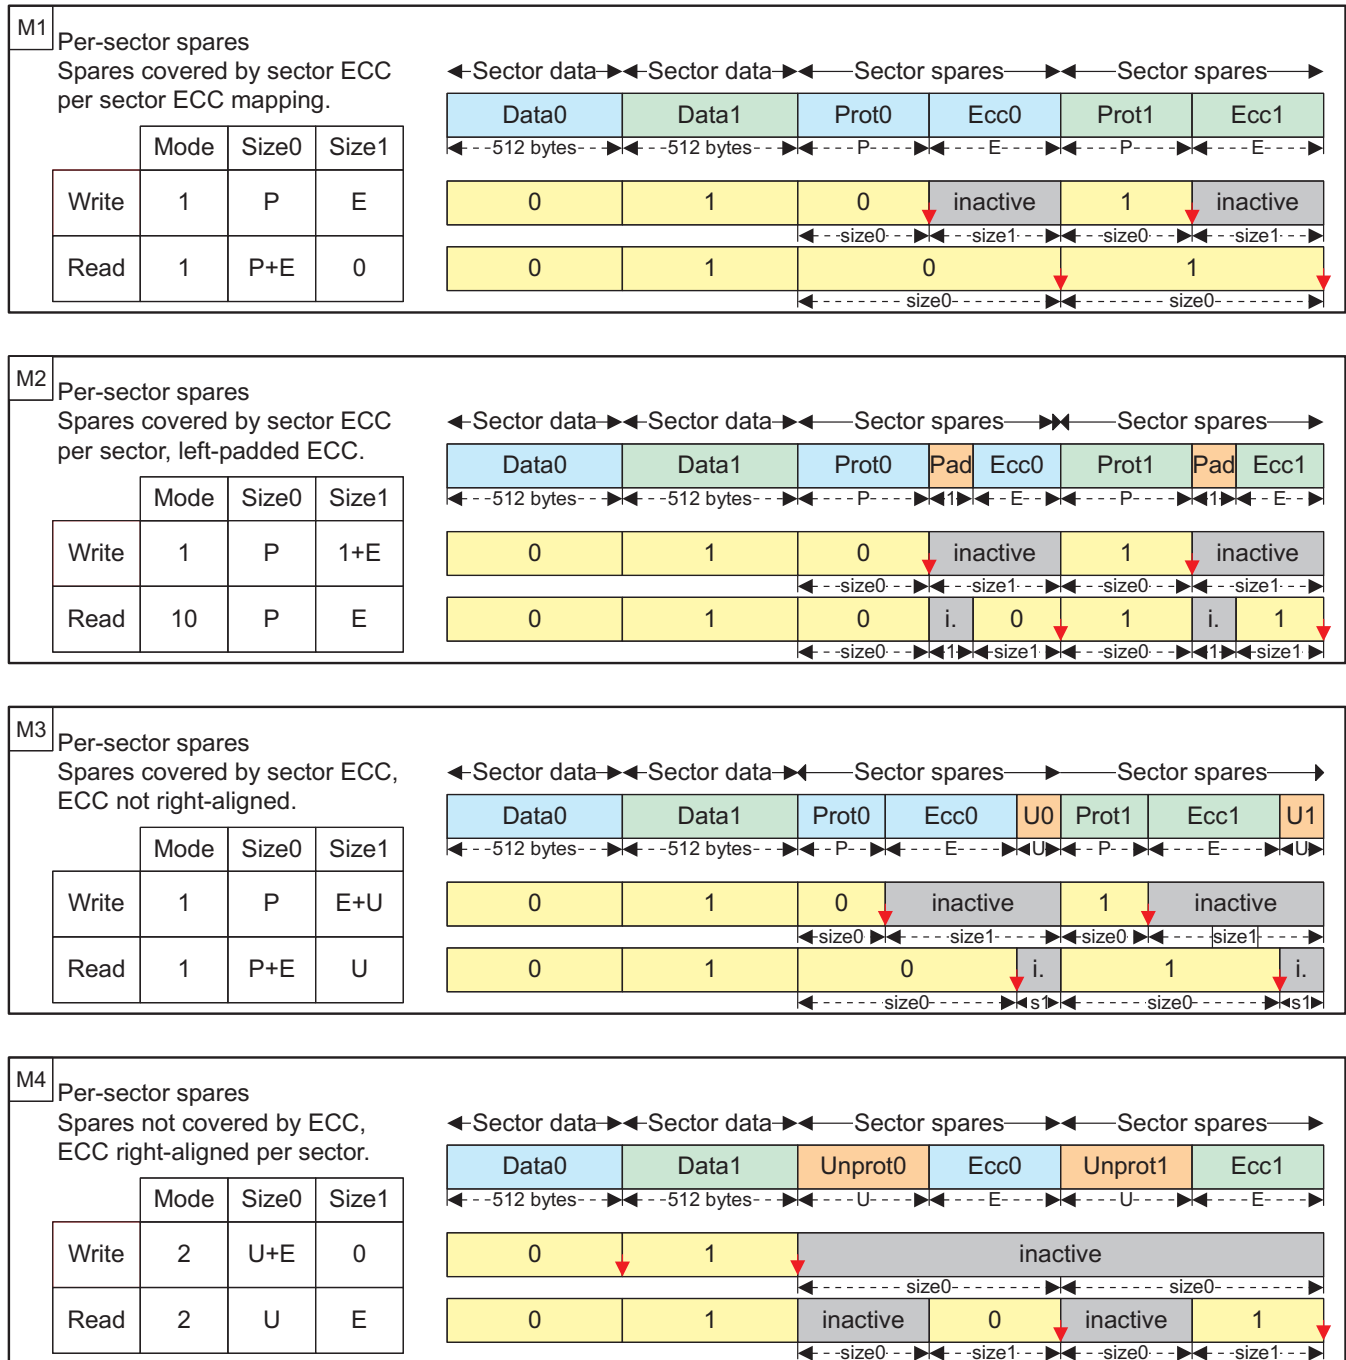 M1
Per-sector spares
Spares covered by sector ECC
per sector ECC mapping.
Mode Size0 Size1
Write 1 P E
Read 1 P+E 0
Sector data Sector data Sector spares Sector spares
Data0 Data1 Prot0 Ecc0 Prot1 Ecc1
512 bytes 512 bytes P E P E
0 1 0 inactive 1 inactive
size0 size1 size0 size1
0 1 0 1
size0 size0
M2
Per-sector spares
Spares covered by sector ECC
per sector, left-padded ECC.
Mode Size0 Size1
Write 1 P 1+E
Read 10 P E
Sector data Sector data Sector spares Sector spares
Data0 Data1 Prot0 Pad Ecc0 Prot1 Pad Ecc1
512 bytes 512 bytes P 1 E P 1 E
0 1 0 inactive 1 inactive
size0 size1 size0 size1
0 1 0 i. 0 1 i. 1
size0 1 size1 size0 1 size1
M3
Per-sector spares
Spares covered by sector ECC,
ECC not right-aligned.
Mode Size0 Size1
Write 1 P E+U
Read 1 P+E U
Sector data Sector data Sector spares Sector spares
Data0 Data1 Prot0 Ecc0 U0 Prot1 Ecc1 U1
512 bytes 512 bytes P E U P E U
0 1 0 inactive 1 inactive
size0 size1 size0 size1
0 1 0 i. 1 i.
size0 s1 size0 s1
M4
Per-sector spares
Spares not covered by ECC,
ECC right-aligned per sector.
Mode Size0 Size1
Write 2 U+E 0
Read 2 U E
Sector data Sector data Sector spares Sector spares
Data0 Data1 Unprot0 Ecc0 Unprot1 Ecc1
512 bytes 512 bytes U E U E
0 1 inactive
size0 size0
0 1 inactive 0 inactive 1
size0 size1 size0 size1